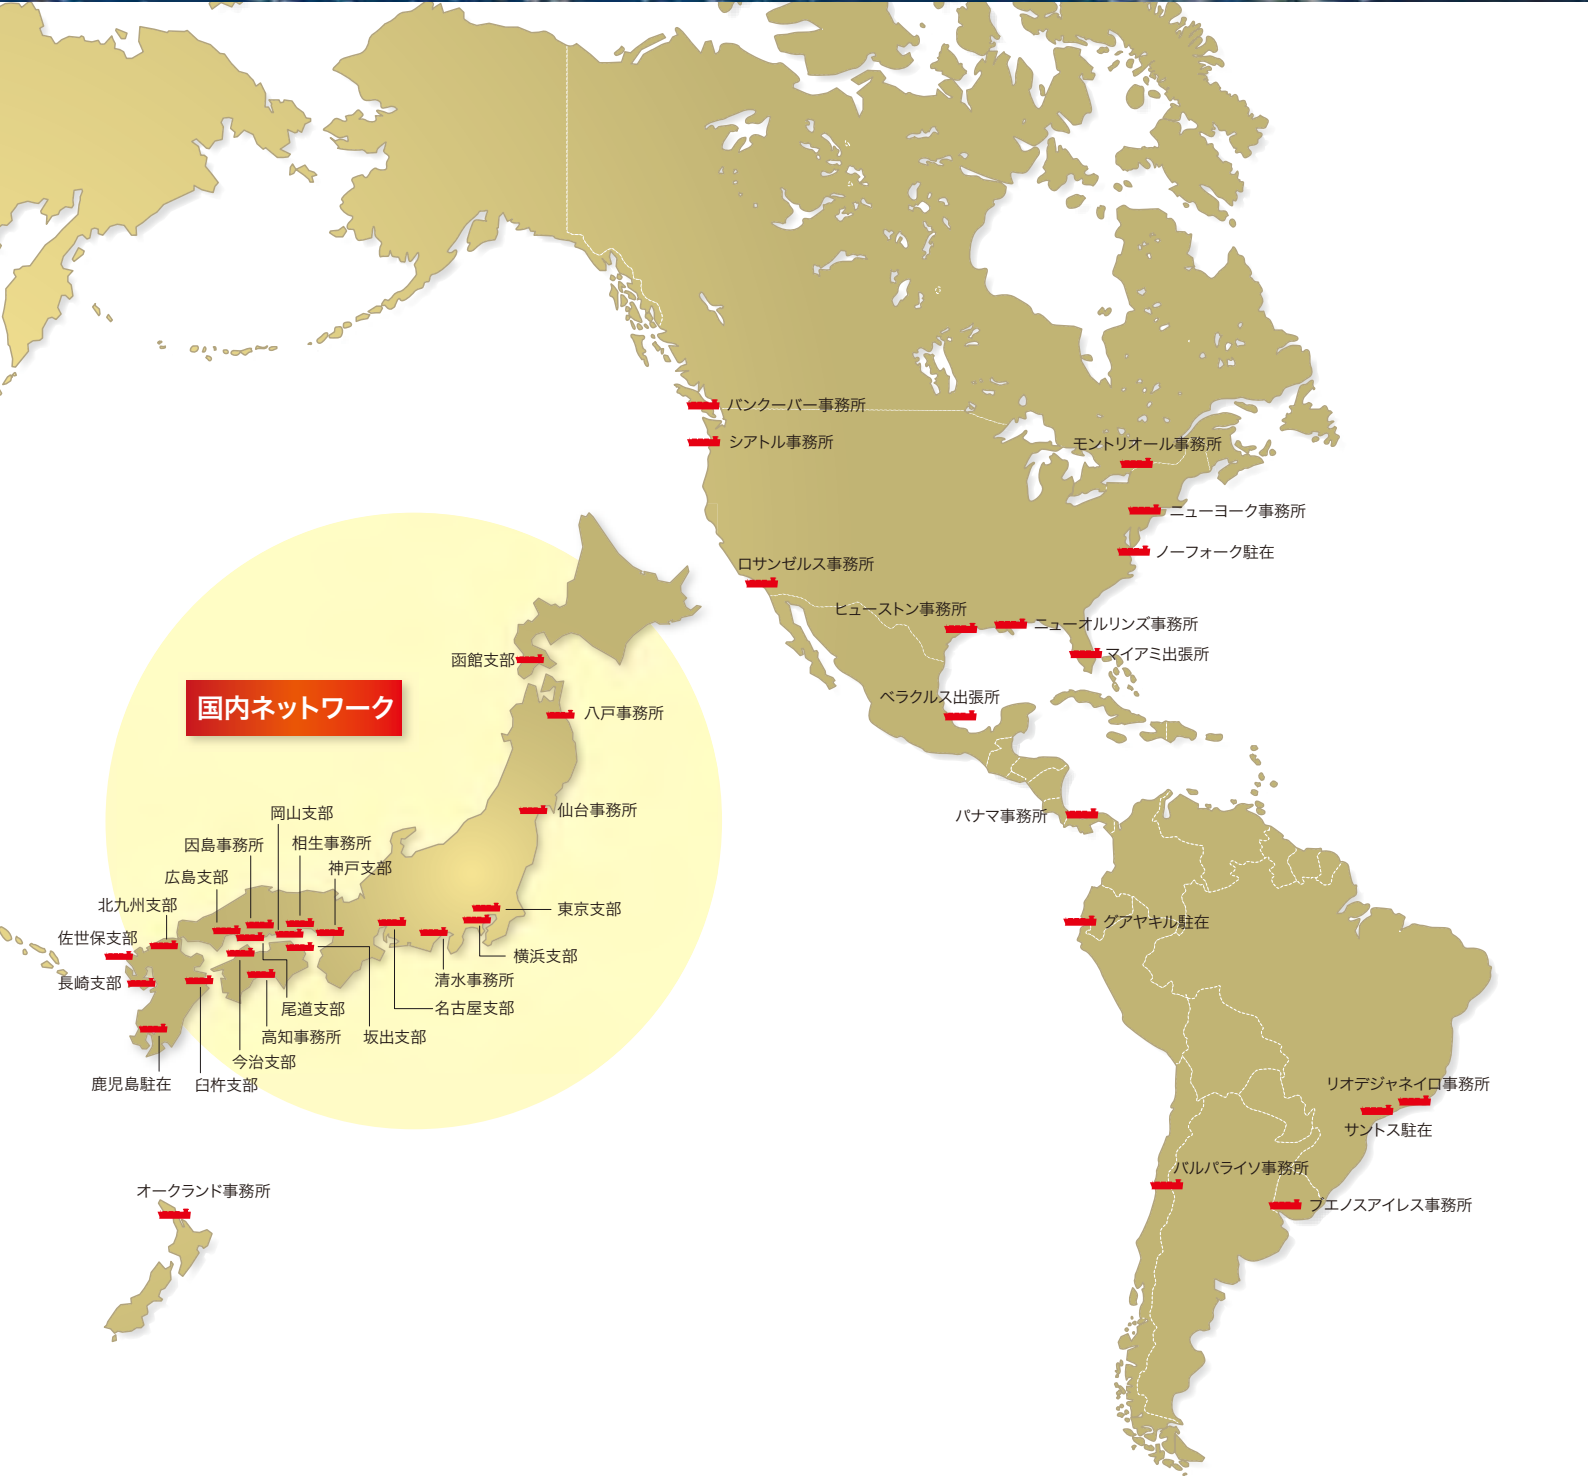 バンクーバー事務所
シアトル事務所
モントリオール事務所
ニューヨーク事務所
ノーフォーク駐在
ロサンゼルス事務所
ヒューストン事務所
ニューオルリンズ事務所
マイアミ出張所
ベラクルス出張所
パナマ事務所
グアヤキル駐在
リオデジャネイロ事務所
サントス駐在
バルパライソ事務所
ブエノスアイレス事務所
国内ネットワーク
函館支部
八戸事務所
仙台事務所
岡山支部
因島事務所
相生事務所
神戸支部
広島支部
北九州支部
東京支部
佐世保支部
横浜支部
長崎支部
清水事務所
尾道支部
名古屋支部
高知事務所
坂出支部
今治支部
鹿児島駐在
臼杵支部
オークランド事務所